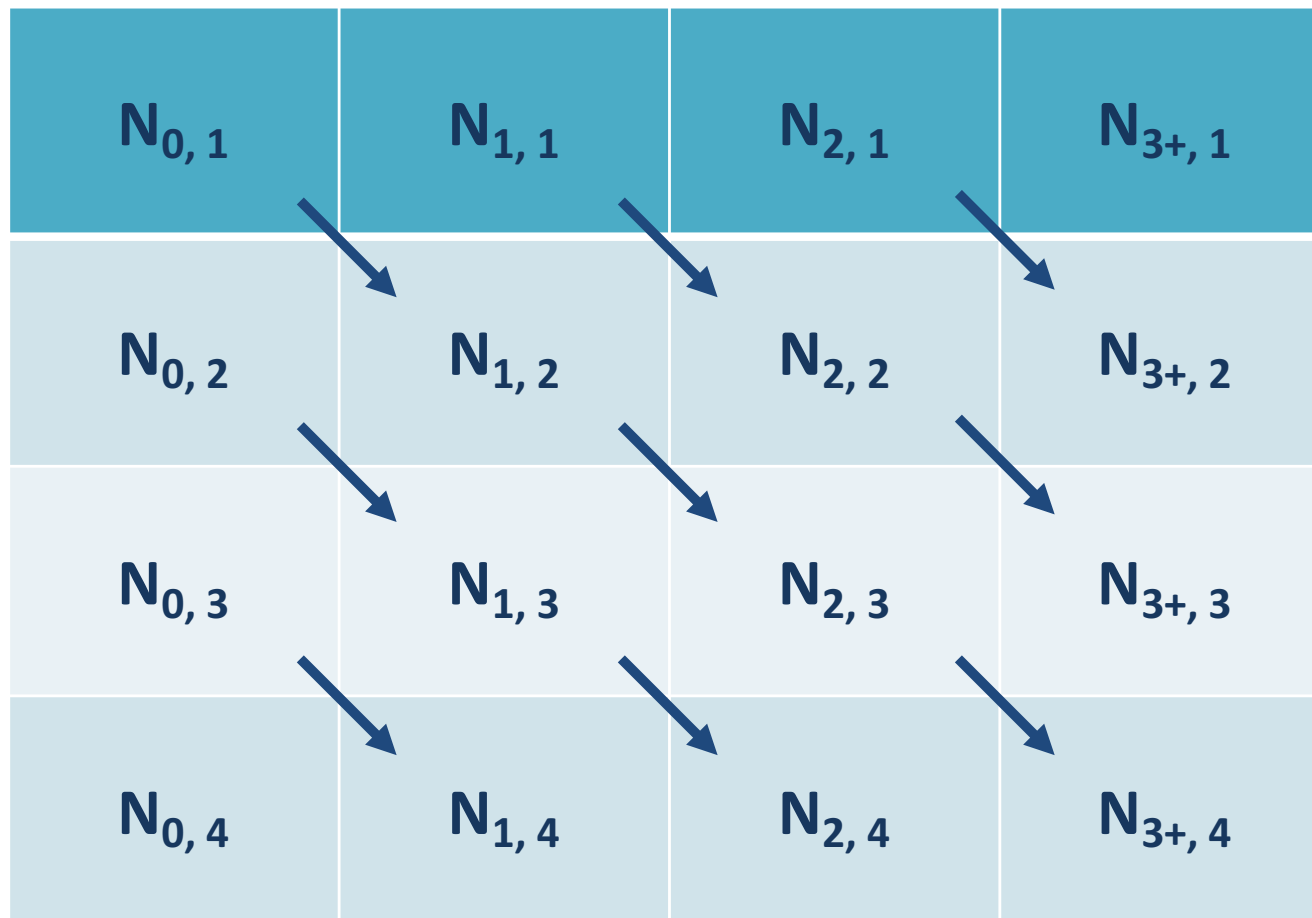 N0, 1 N1, 1 N2, 1 N3+, 1
N0, 2 N1, 2 N2, 2 N3+, 2
N0, 3 N1, 3 N2, 3 N3+, 3
N0, 4 N1, 4 N2, 4 N3+, 4